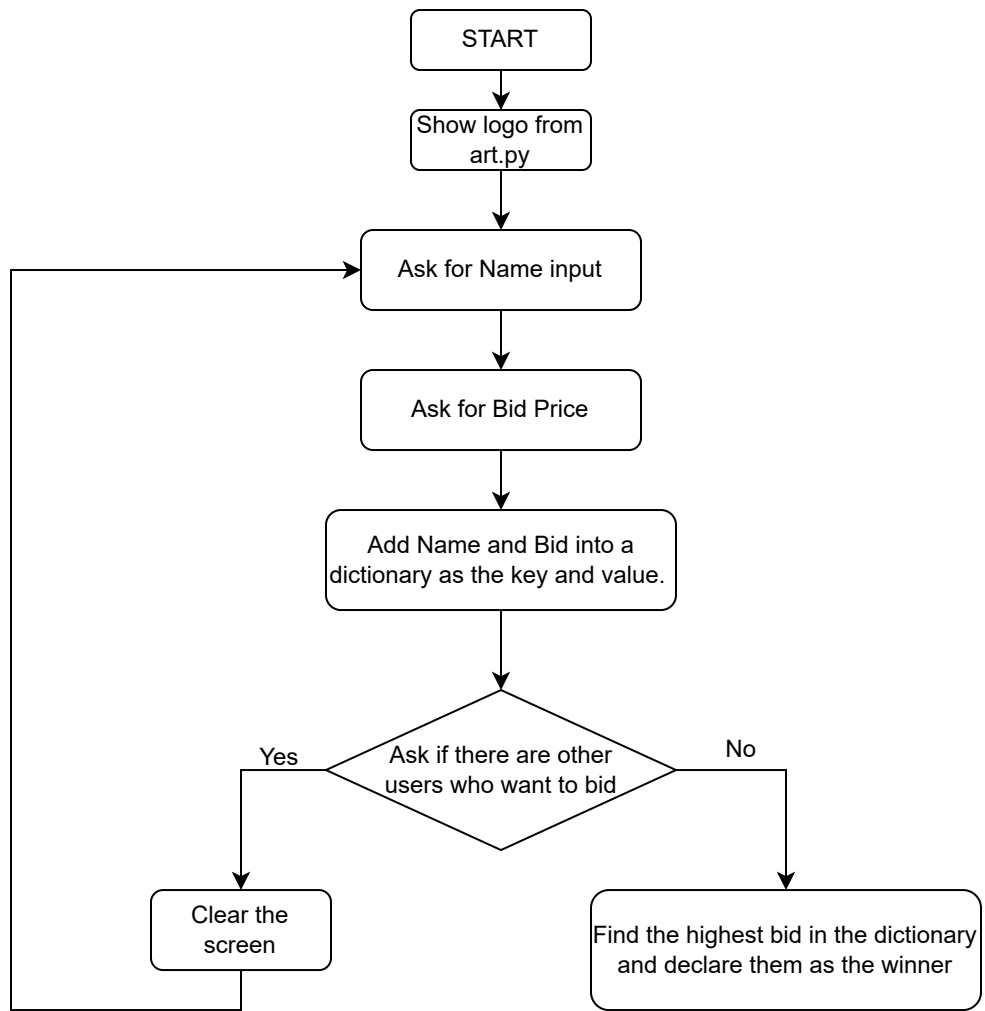 START
Show logo from
art.py
Ask for Name input
Ask for Bid Price
Add Name and Bid into a
dictionary as the key and value.
Ask if there are other
users who want to bid
Yes
No
Clear the
screen
Find the highest bid in the dictionary
and declare them as the winner